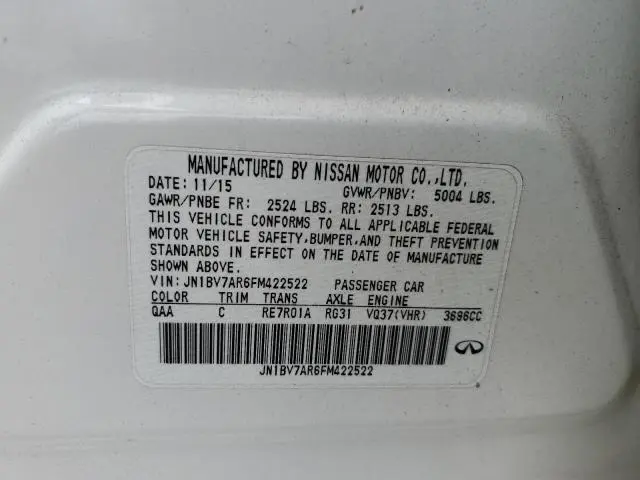 MANUFACTURED BY NISSAN MOTOR CO.,LTD.
DATE: 11/15 GVWR/PNBV: 5004 LBS.
GAWR/PNBE FR: 2524 LBS. RR: 2513 LBS.
THIS VEHICLE CONFORMS TO ALL APPLICABLE FEDERAL
MOTOR VEHICLE SAFETY,BUMPER,AND THEFT PREVENTION
STANDARDS IN EFFECT ON THE DATE OF MANUFACTURE
SHOWN ABOVE.
VIN: JN1BV7AR6FM422522 PASSENGER CAR
COLOR TRIM TRANS AXLE ENGINE
QAA C RE7R01A RG31 VQ37(VHR) 3696CC
JN1BV7AR6FM422522